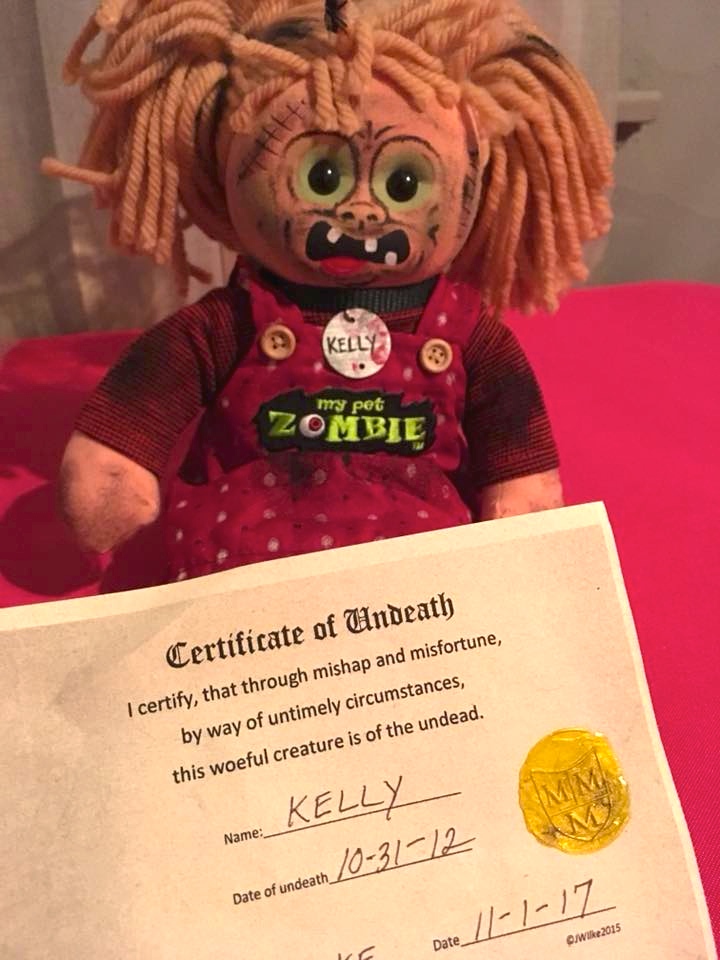 KELLY
my pet
ZOMBIE
TM
Certificate of Undeath
I certify, that through mishap and misfortune,
by way of untimely circumstances,
this woeful creature is of the undead.
Name: KELLY
Date of undeath 10-31-12
MM
M
Date 11-1-17
©JWilke2015